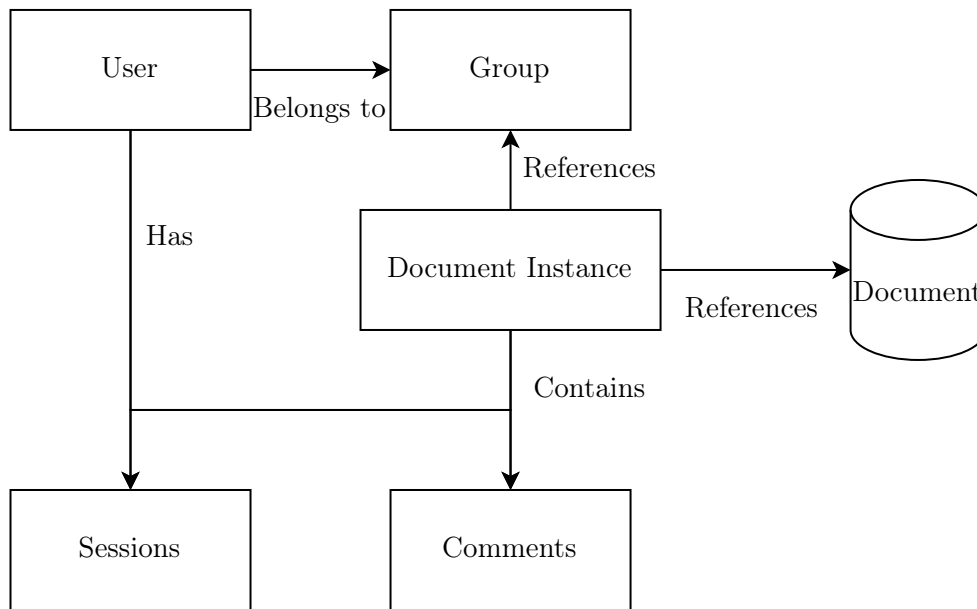 User
Group
Belongs to
References
Has
Document Instance
Document
References
Contains
Sessions
Comments